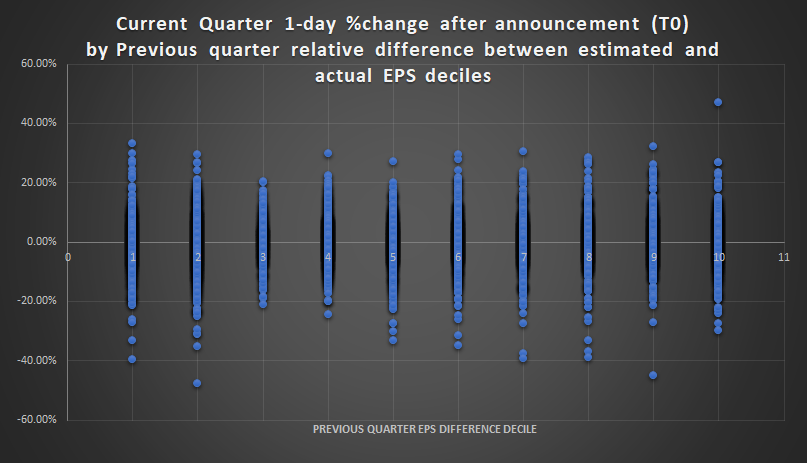 Current Quarter 1-day %change after announcement (T0)
by Previous quarter relative difference between estimated and
actual EPS deciles
60.00%
40.00%
20.00%
0.00%
0 1 2 3 4 5 6 7 8 9 10 11
-20.00%
-40.00%
-60.00%
PREVIOUS QUARTER EPS DIFFERENCE DECILE